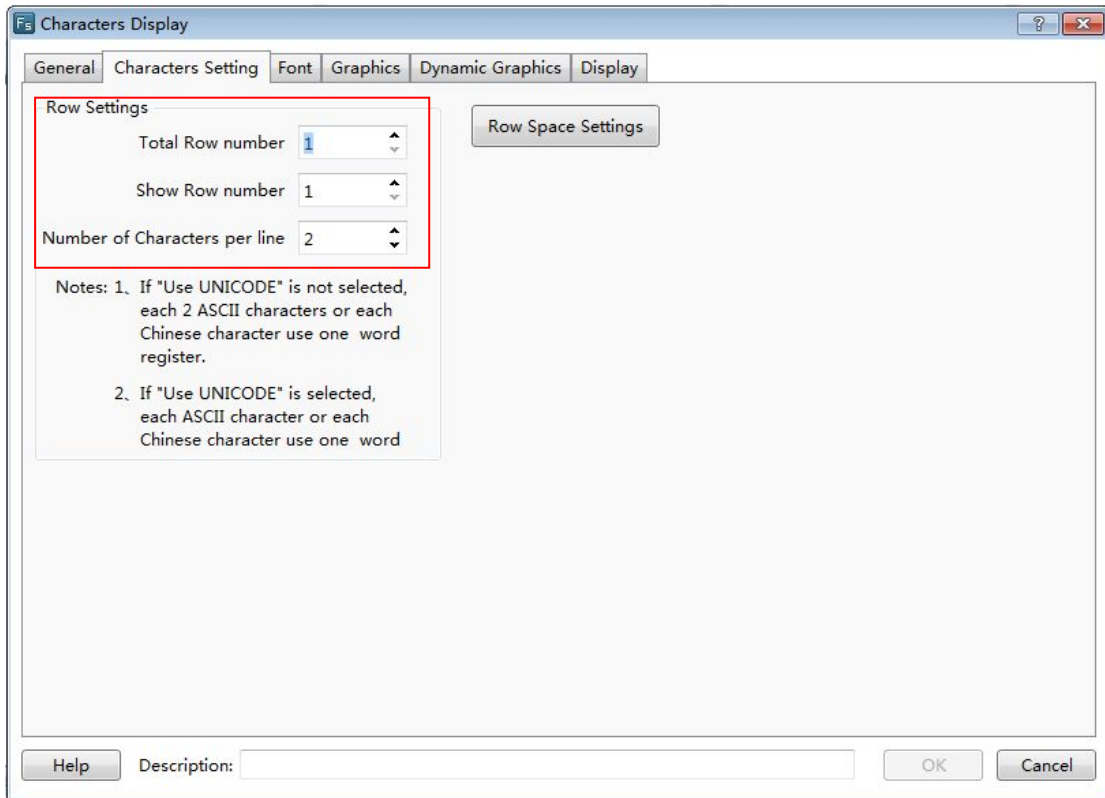 Fs Characters Display
General Characters Setting Font Graphics Dynamic Graphics Display
Row Settings
Total Row number 1
Show Row number 1
Number of Characters per line 2
Notes: 1、If "Use UNICODE" is not selected,
each 2 ASCII characters or each
Chinese character use one word
register.
2、If "Use UNICODE" is selected,
each ASCII character or each
Chinese character use one word
Row Space Settings
Help Description: OK Cancel